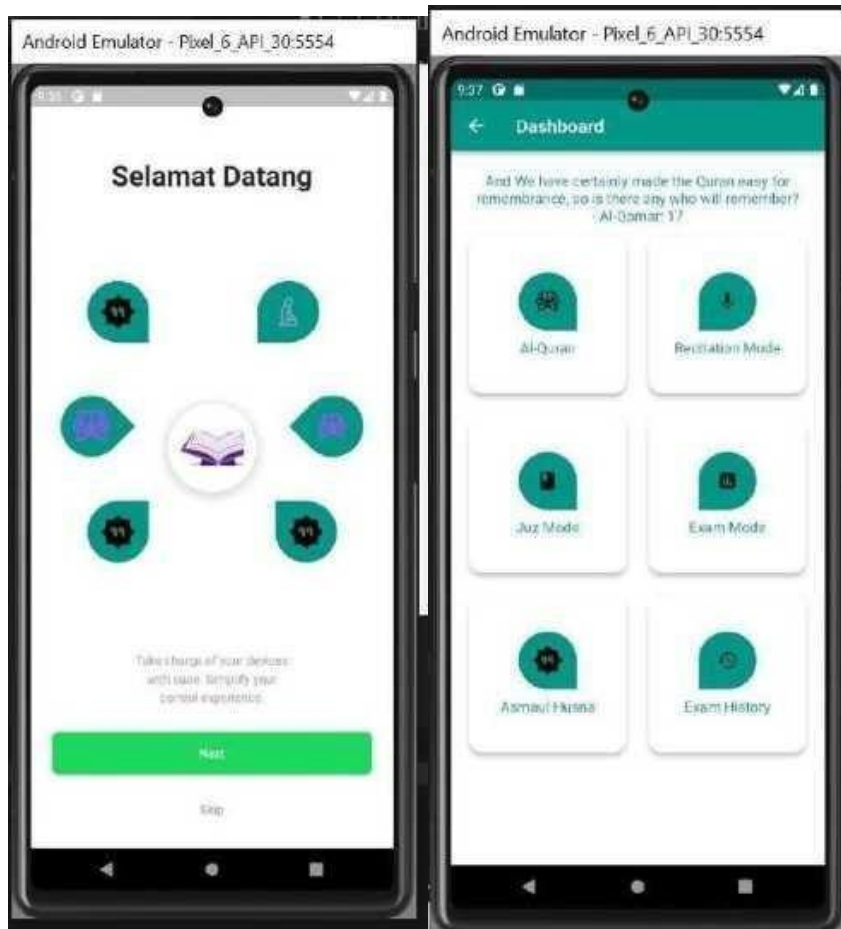 Android Emulator - Pixel_6_API_30:5554
Selamat Datang
Take charge of your devices
with ease. Simplify your
control experience.
Next
Skip
Android Emulator - Pixel_6_API_30:5554
9:37
Dashboard
And We have certainly made the Quran easy for
remembrance, so is there any who will remember?
Al-Qamar: 17
Al-Quran
Recitation Mode
Juz Mode
Exam Mode
Asmaul Husna
Exam History